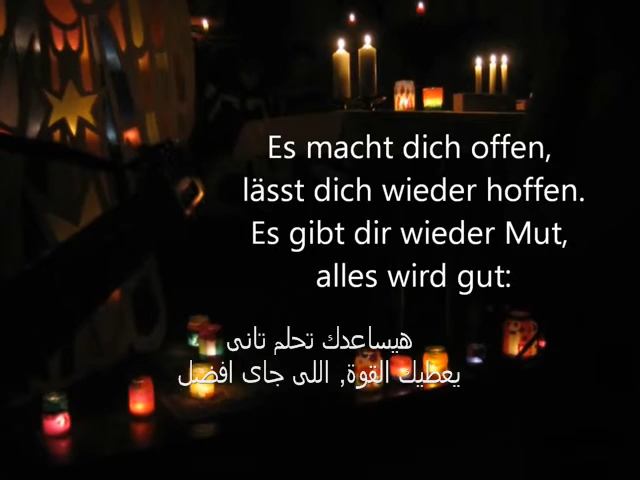 Es macht dich offen,
lässt dich wieder hoffen.
Es gibt dir wieder Mut,
alles wird gut:
هيساعدك تحلم تانى
يعطيك القوة, اللى جاى افضل